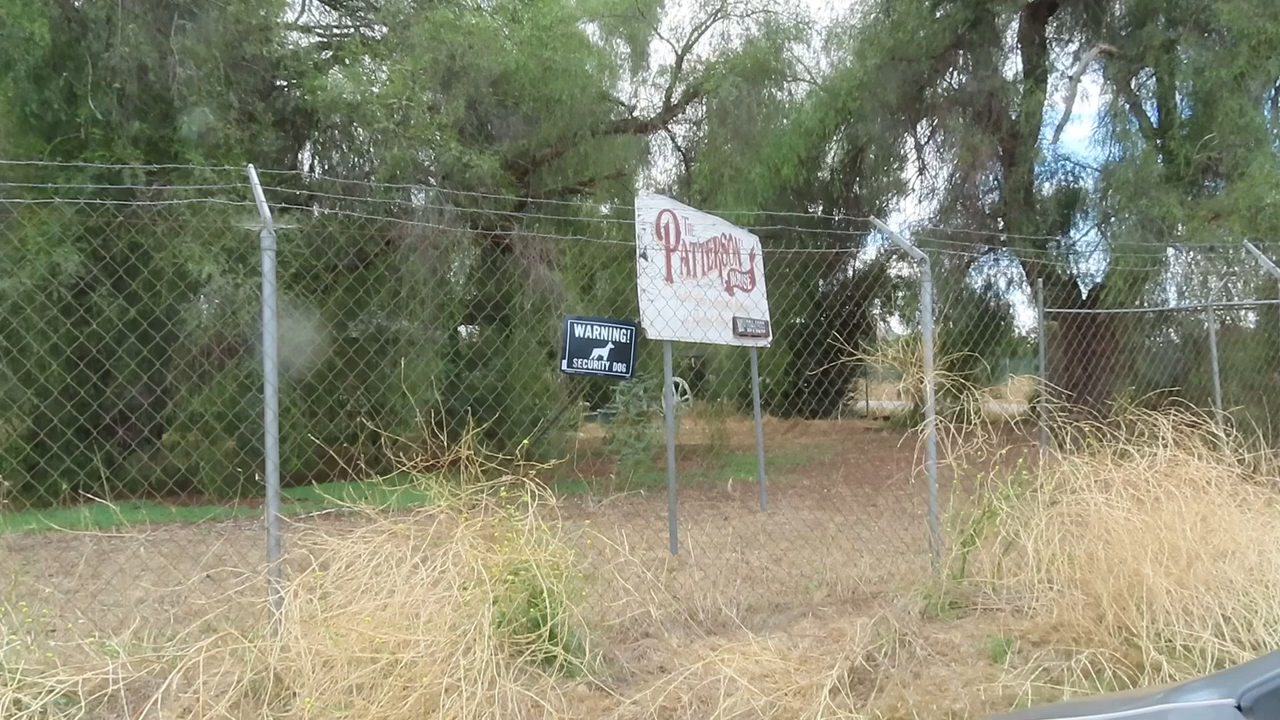 THE
PATTERSON
HOUSE
WARNING!
SECURITY DOG